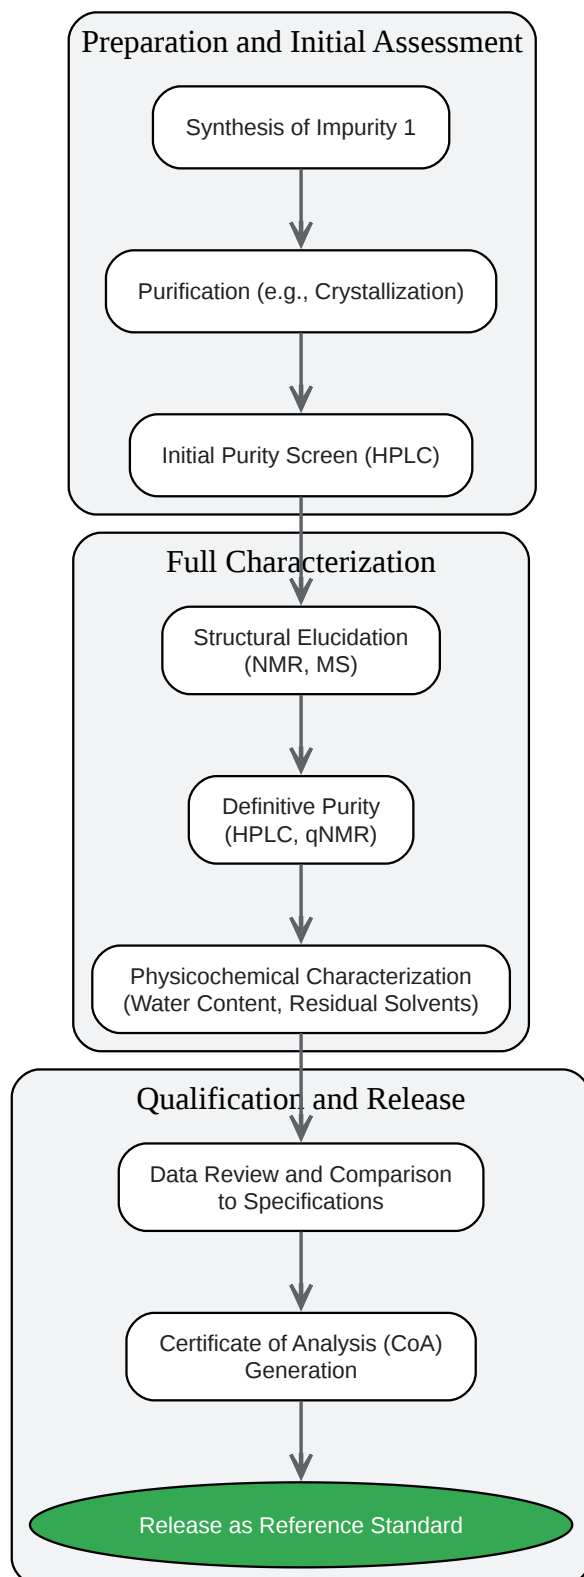 Preparation and Initial Assessment
Synthesis of Impurity 1
Purification (e.g., Crystallization)
Initial Purity Screen (HPLC)
Full Characterization
Structural Elucidation
(NMR, MS)
Definitive Purity
(HPLC, qNMR)
Physicochemical Characterization
(Water Content, Residual Solvents)
Qualification and Release
Data Review and Comparison
to Specifications
Certificate of Analysis (CoA)
Generation
Release as Reference Standard